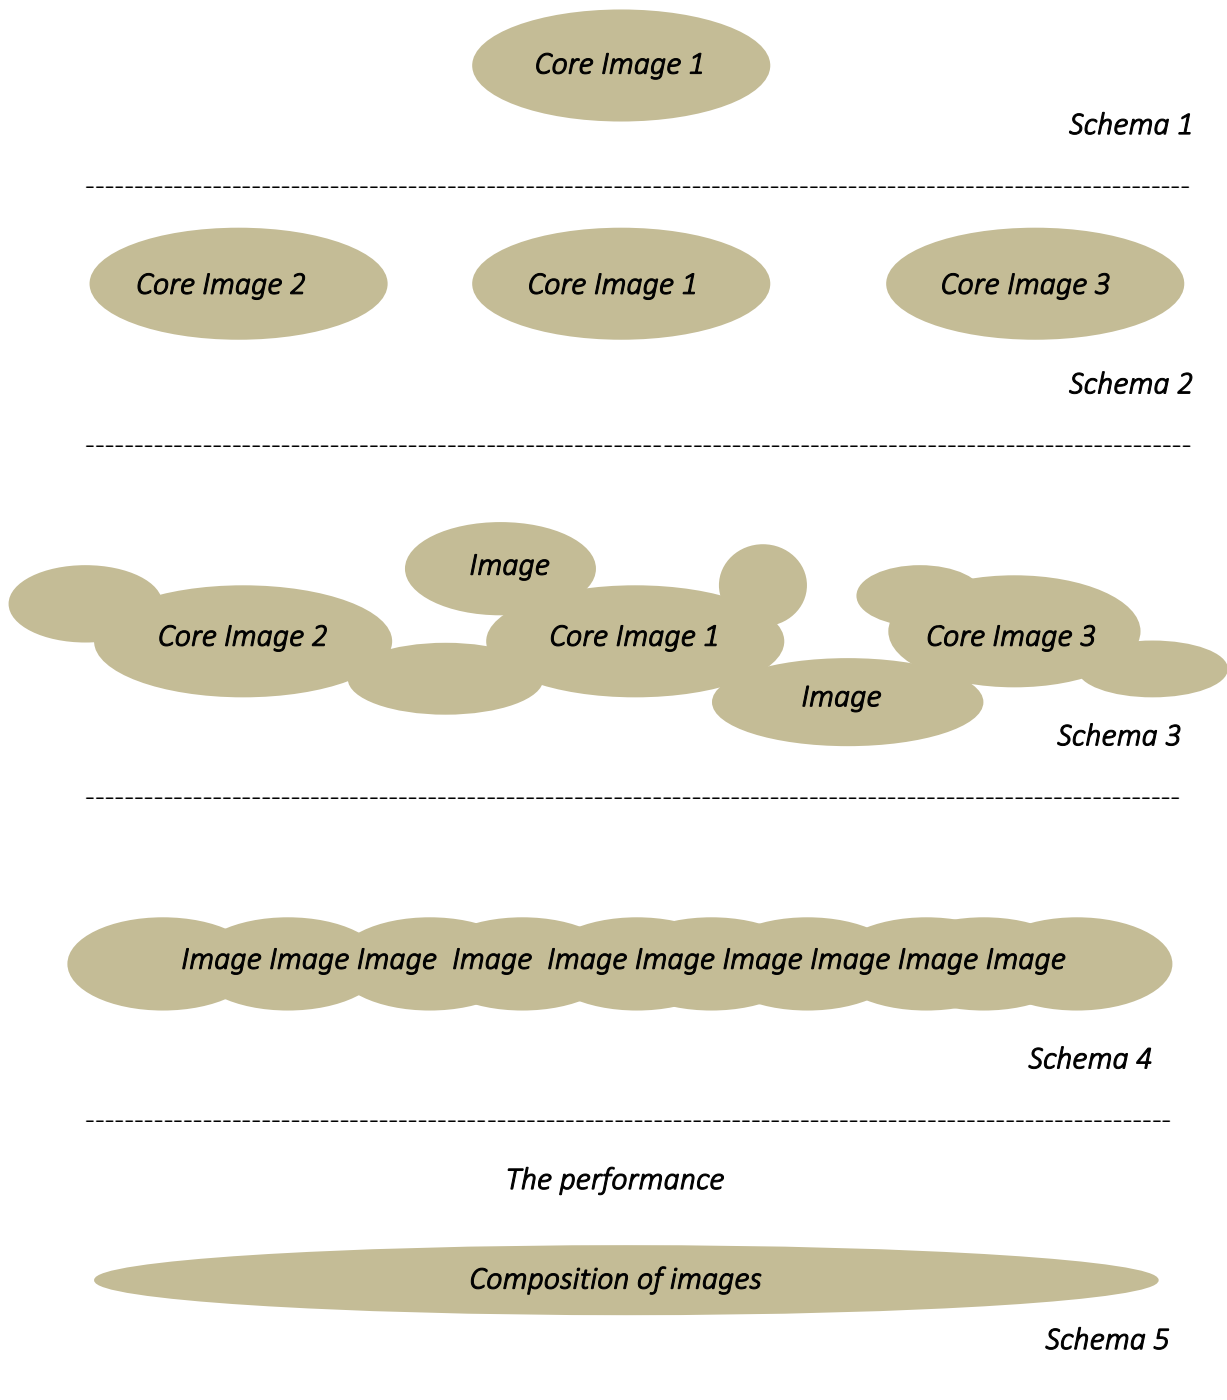 Core Image 1
Schema 1
Core Image 2 Core Image 1 Core Image 3
Schema 2
Image
Core Image 2 Core Image 1 Core Image 3
Image
Schema 3
Image Image Image Image Image Image Image Image Image Image
Schema 4
The performance
Composition of images
Schema 5